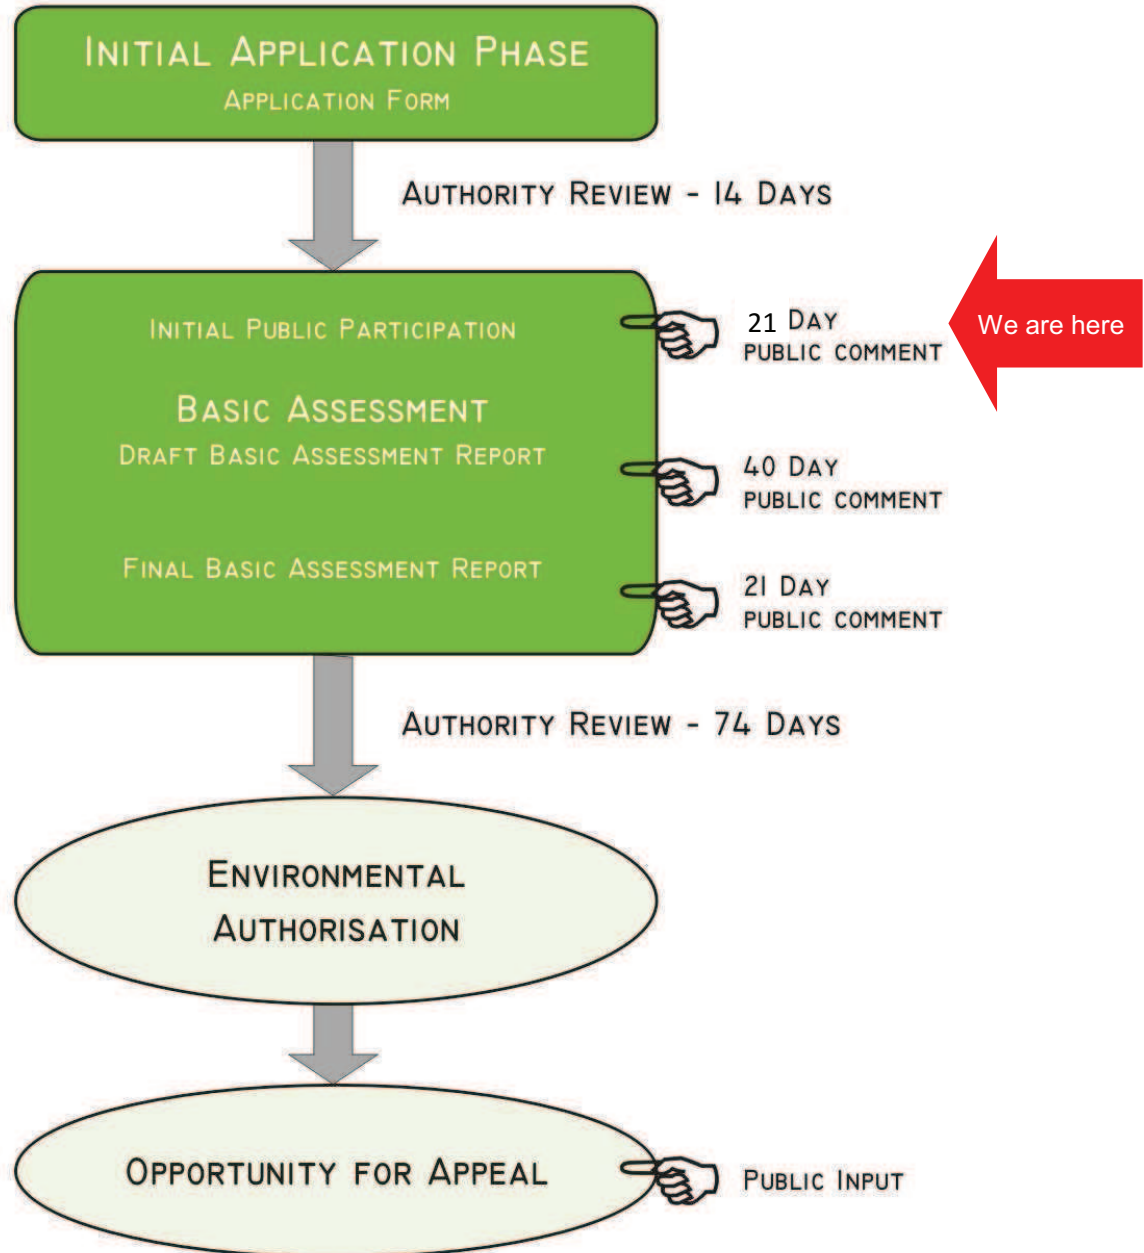 INITIAL APPLICATION PHASE
APPLICATION FORM
AUTHORITY REVIEW - 14 DAYS
INITIAL PUBLIC PARTICIPATION
21 DAY
PUBLIC COMMENT
We are here
BASIC ASSESSMENT
DRAFT BASIC ASSESSMENT REPORT
40 DAY
PUBLIC COMMENT
FINAL BASIC ASSESSMENT REPORT
21 DAY
PUBLIC COMMENT
AUTHORITY REVIEW - 74 DAYS
ENVIRONMENTAL
AUTHORISATION
OPPORTUNITY FOR APPEAL
PUBLIC INPUT